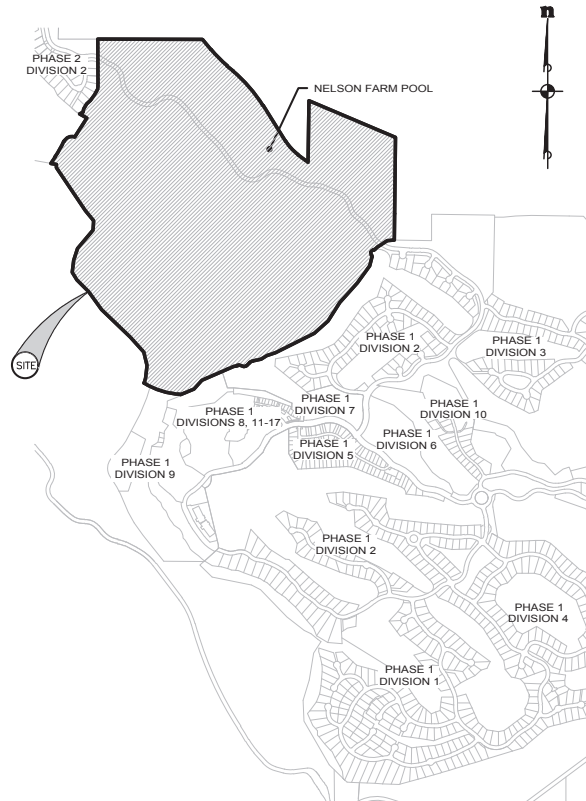 n
PHASE 2
DIVISION 2
NELSON FARM POOL
SITE
PHASE 1
DIVISION 2
PHASE 1
DIVISION 3
PHASE 1
DIVISION 7
PHASE 1
DIVISION 10
PHASE 1
DIVISIONS 8, 11-17
PHASE 1
DIVISION 6
PHASE 1
DIVISION 5
PHASE 1
DIVISION 9
PHASE 1
DIVISION 2
PHASE 1
DIVISION 4
PHASE 1
DIVISION 1